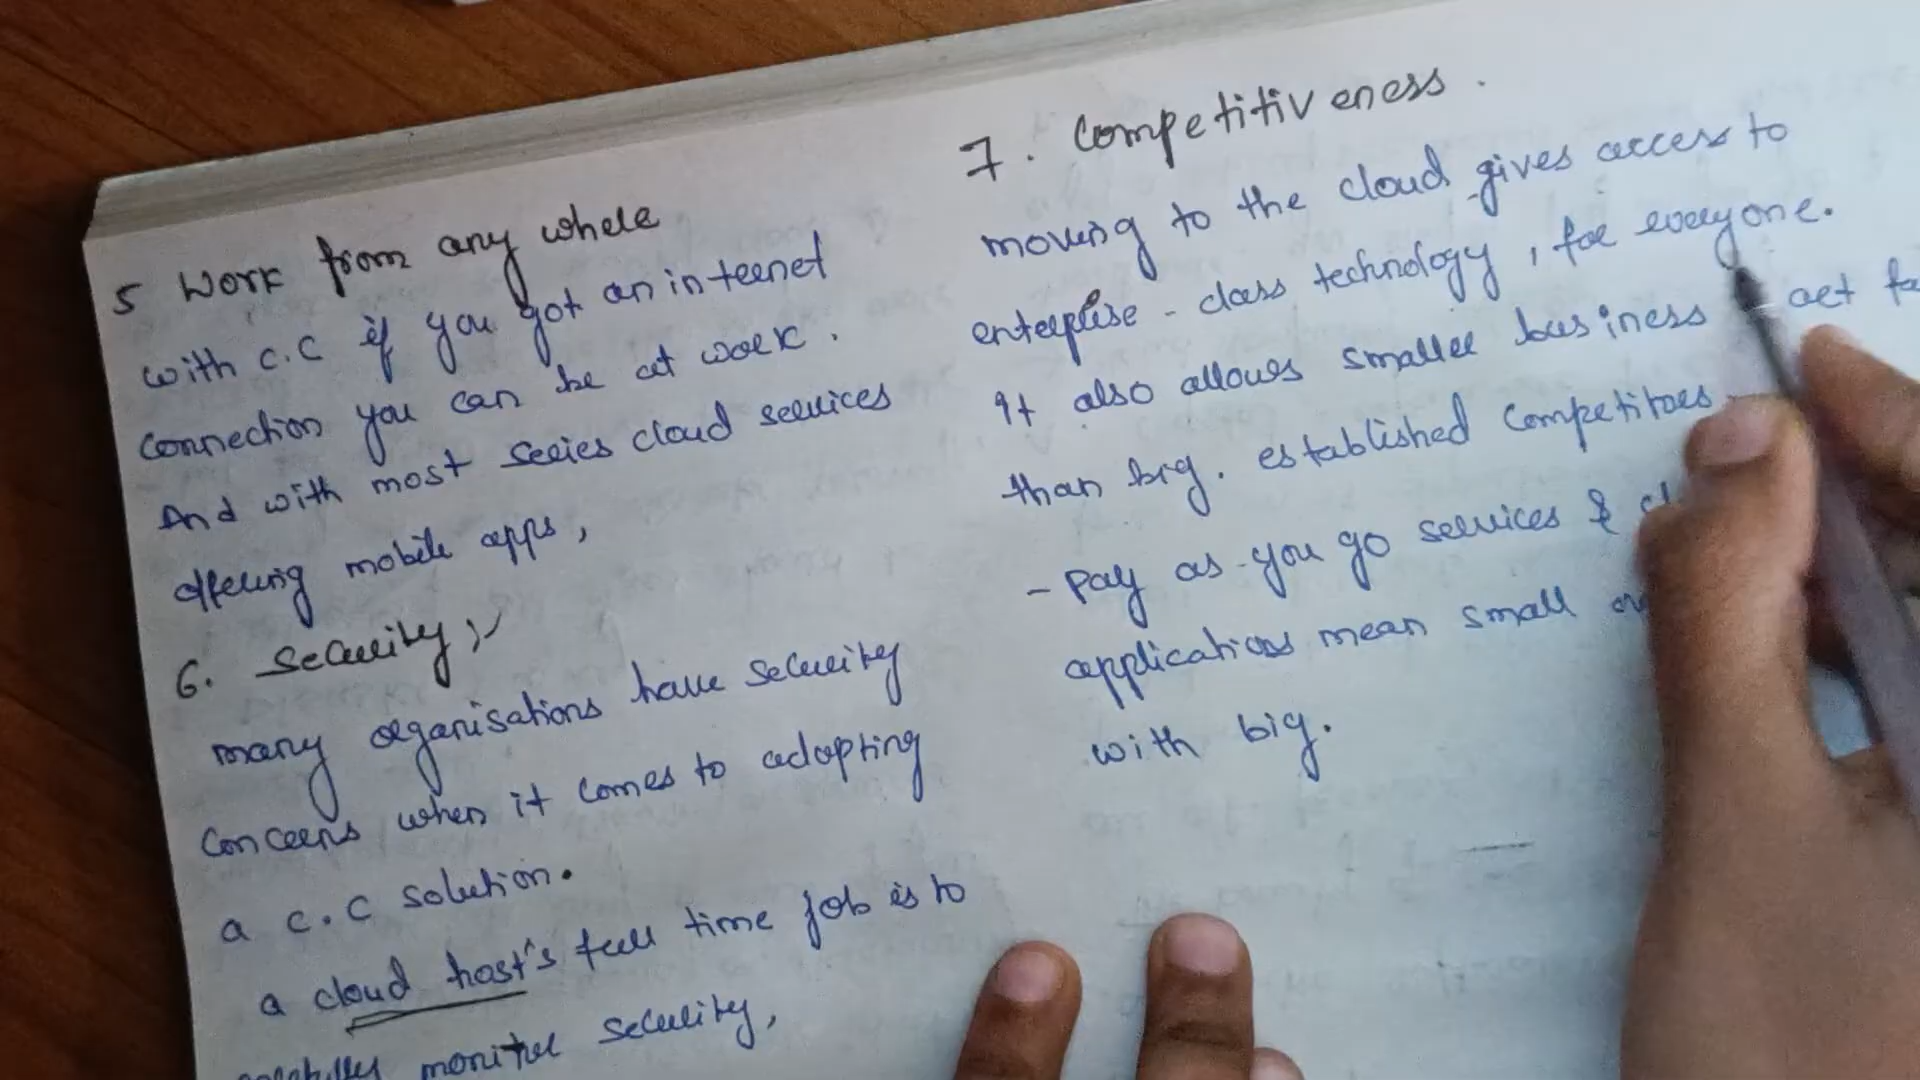 5 Work from any where
with c.c if you got an internet
connection you can be at work.
And with most series cloud services
offering mobile apps,
6. Security;
many organisations have security
concerns when it comes to adopting
a c.c solution.
a cloud host's full time job is to
carefully monitor security,
7. Competitiveness.
moving to the cloud gives access to
enterprise-class technology, for everyone.
It also allows smaller business act
than big. established competitors
- pay as-you go services &
applications mean small
with big.